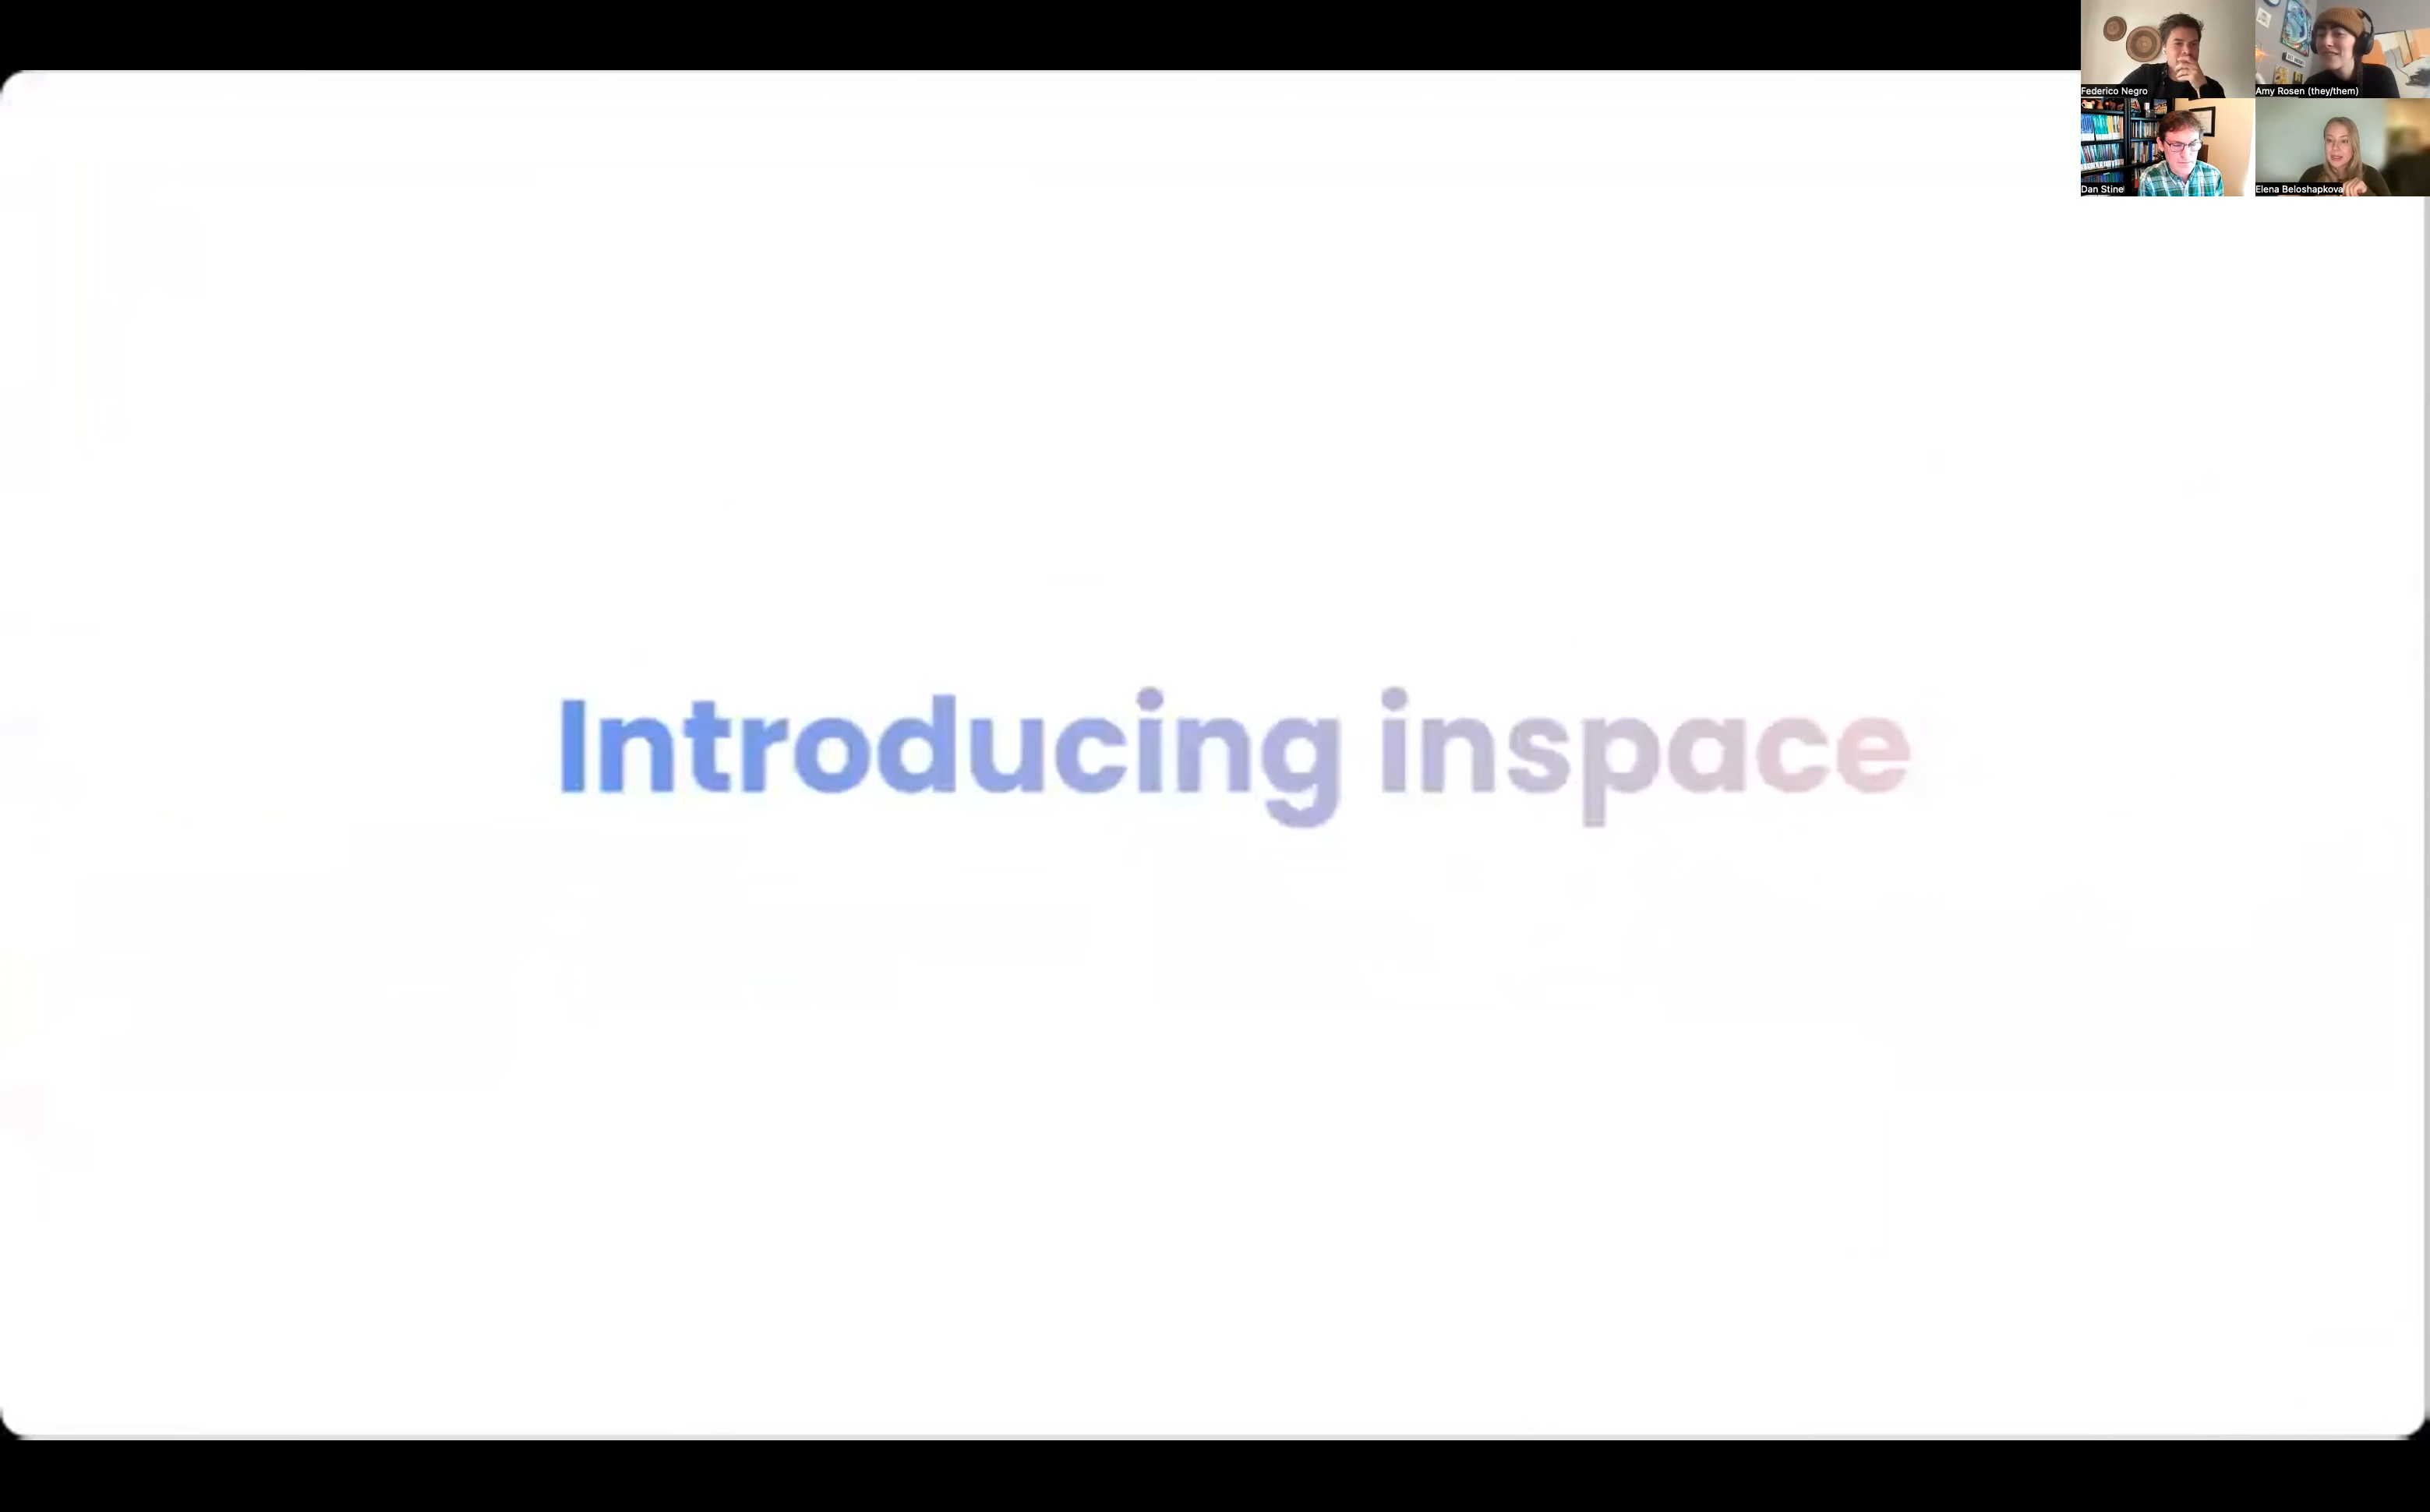 Federico Negro
Amy Rosen (they/them)
Dan Stine
Elena Beloshapkova
Introducing inspace